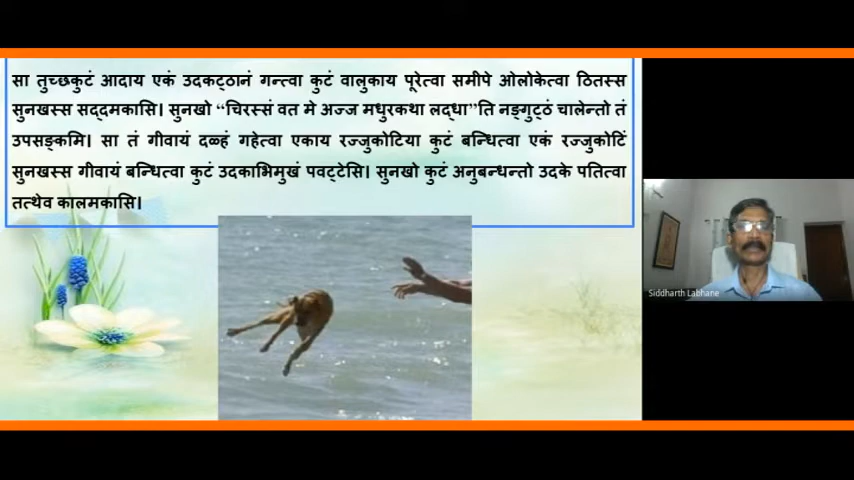 सा तुच्छकुटं आदाय एकं उदकट्ठानं गन्त्वा कुटं वालुकाय पूरेत्वा समीपे ओलोकेत्वा ठितस्स
सुनखस्स सद्दमकासि। सुनखो “चिरस्सं वत मे अज्ज मधुरकथा लद्धा”ति नङ्गुट्ठं चालेन्तो तं
उपसङ्कमि। सा तं गीवायं दळ्हं गहेत्वा एकाय रज्जुकोटिया कुटं बन्धित्वा एकं रज्जुकोटिं
सुनखस्स गीवायं बन्धित्वा कुटं उदकाभिमुखं पवट्टेसि। सुनखो कुटं अनुबन्धन्तो उदके पतित्वा
तत्थेव कालमकासि।
Siddharth Labhane